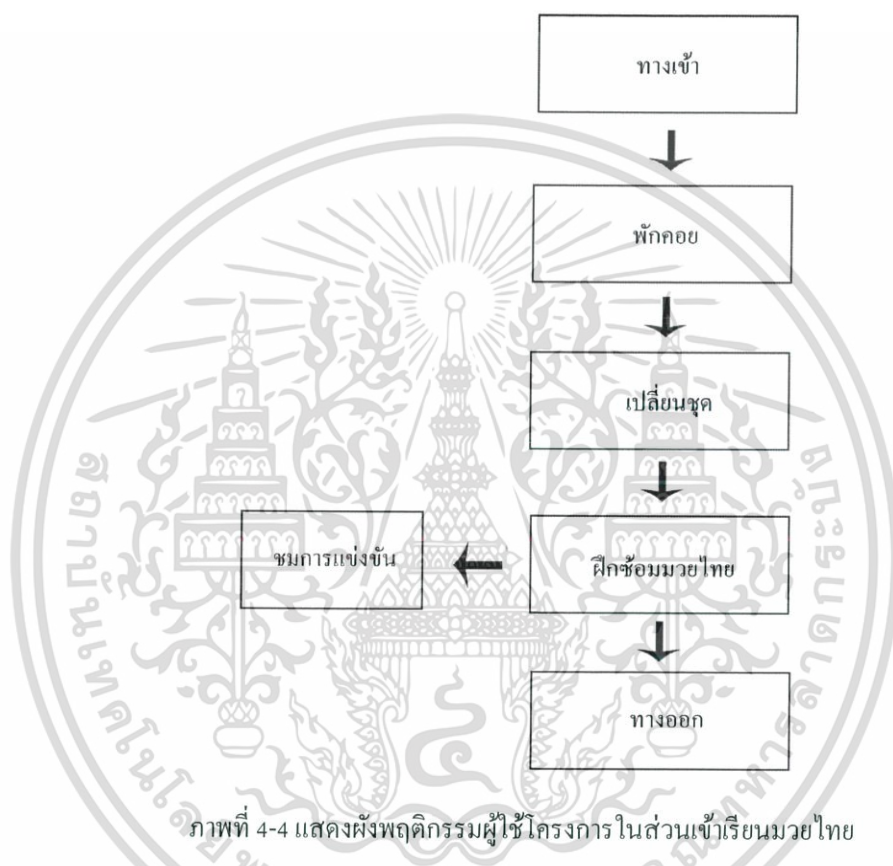 ทางเข้า
พักคอย
เปลี่ยนชุด
ชมการแข่งขัน
ฝึกซ้อมมวยไทย
ทางออก
ภาพที่ 4-4 แสดงผังพฤติกรรมผู้ใช้โครงการในส่วนเข้าเรียนมวยไทย